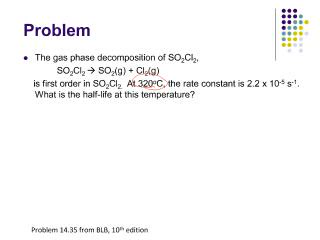 Problem
The gas phase decomposition of SO₂Cl₂,
SO₂Cl₂ → SO₂(g) + Cl₂(g)
is first order in SO₂Cl₂. At 320°C, the rate constant is 2.2 x 10⁻⁵ s⁻¹.
What is the half-life at this temperature?
Problem 14.35 from BLB, 10th edition